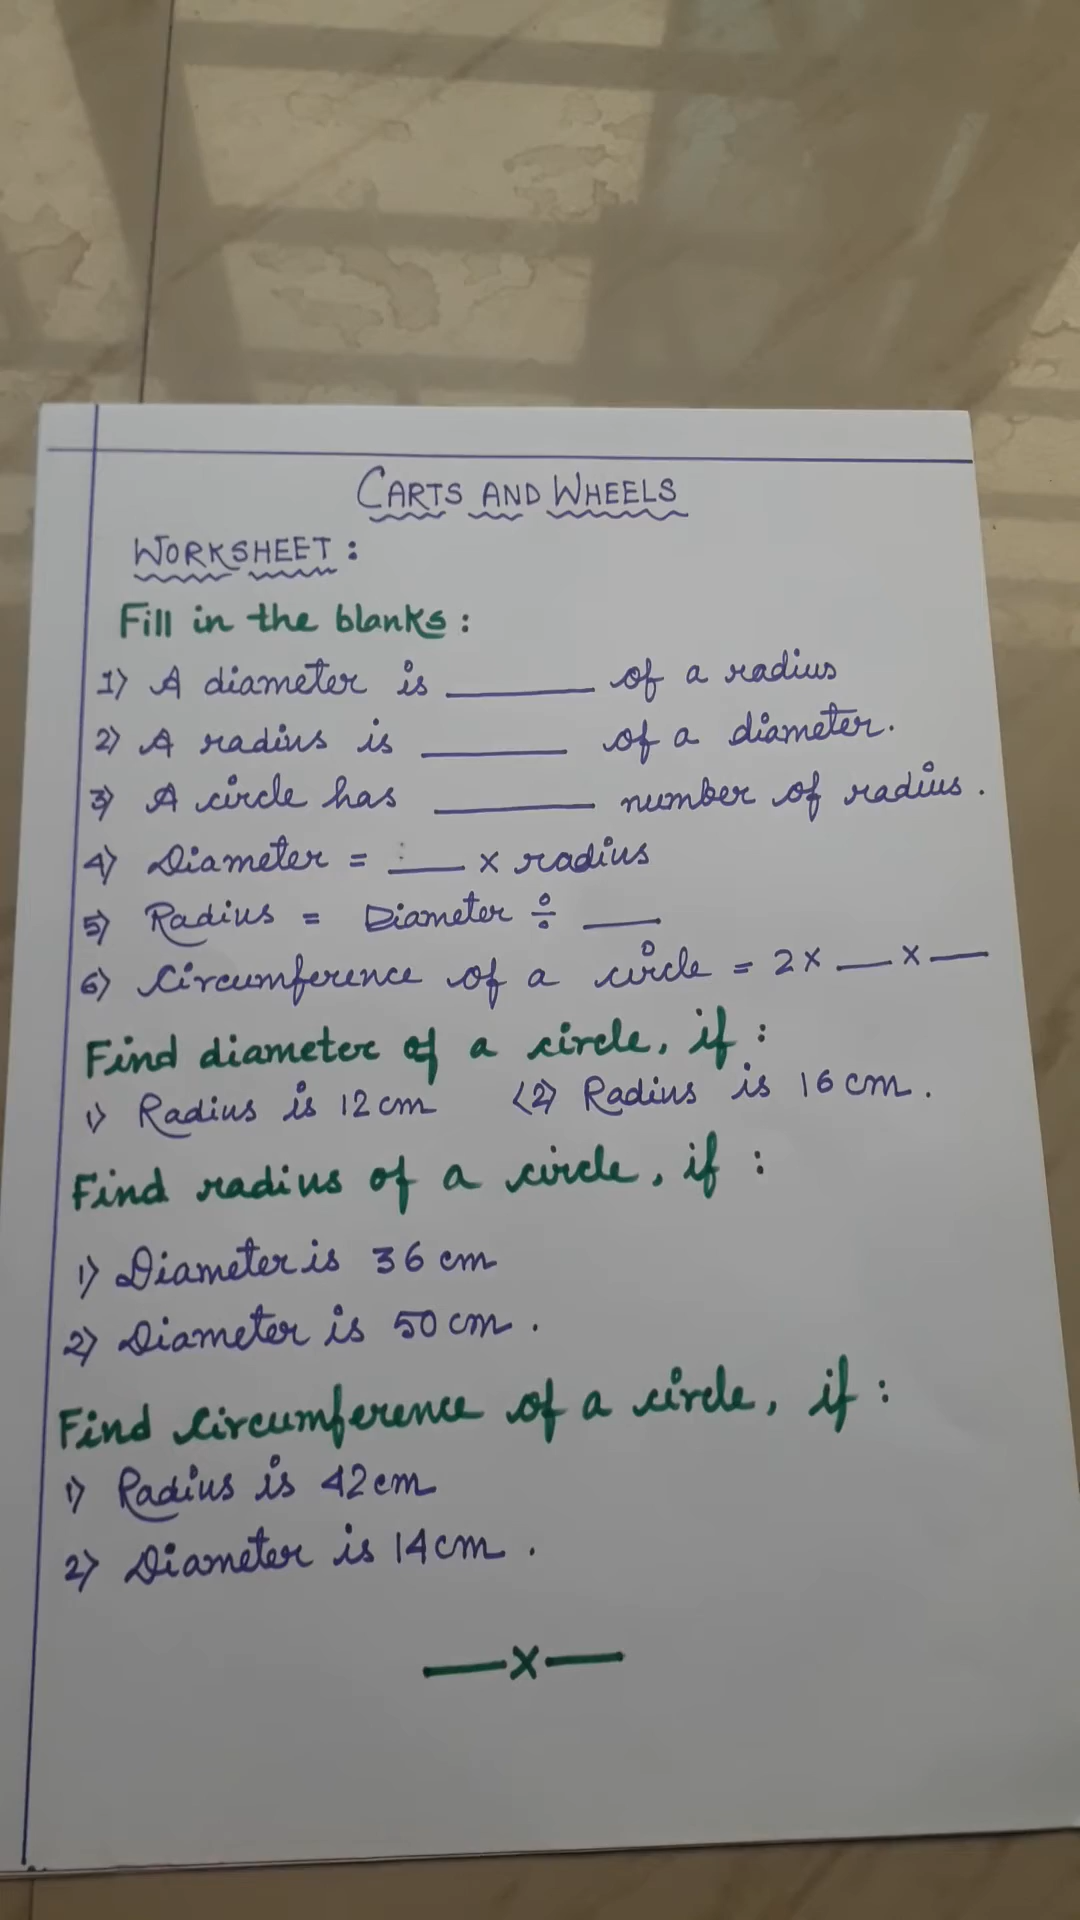 CARTS AND WHEELS
WORKSHEET :
Fill in the blanks :
1) A diameter is ______ of a radius
2) A radius is ______ of a diameter.
3) A circle has ______ number of radius.
4) Diameter = ___ × radius
5) Radius = Diameter ÷ ___
6) Circumference of a circle = 2 × __ × __
Find diameter of a circle, if :
1) Radius is 12 cm (2) Radius is 16 cm.
Find radius of a circle, if :
1) Diameter is 36 cm
2) Diameter is 50 cm.
Find circumference of a circle, if :
1) Radius is 42 cm
2) Diameter is 14 cm.
—x—